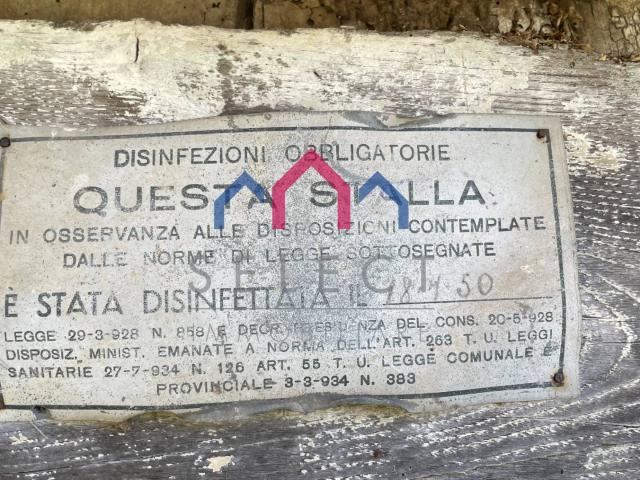 DISINFEZIONI OBBLIGATORIE
QUESTA STALLA
IN OSSERVANZA ALLE DISPOSIZIONI CONTEMPLATE
DALLE NORME DI LEGGE SOTTOSEGNATE
SELECT
È STATA DISINFETTATA IL 50
LEGGE 29-3-928 N. 858 E DECR. PRESIDENZA DEL CONS. 20-5-928
DISPOSIZ. MINIST. EMANATE A NORMA DELL'ART. 263 T. U. LEGGI
SANITARIE 27-7-934 N. 126 ART. 55 T. U. LEGGE COMUNALE E
PROVINCIALE 3-3-934 N. 383